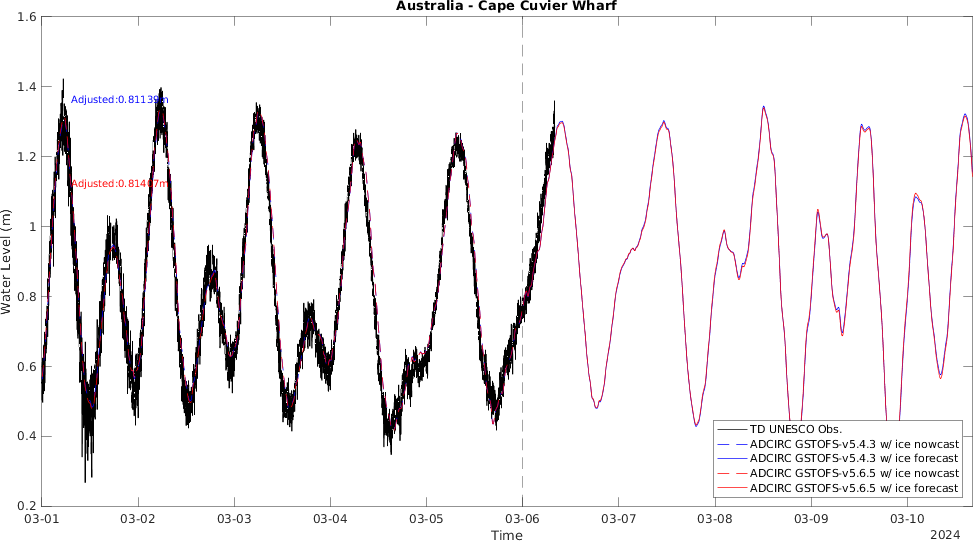 Australia - Cape Cuvier Wharf
1.6
1.4
1.2
1
0.8
0.6
0.4
0.2
Water Level (m)
Adjusted:0.81139m
Adjusted:0.81407m
TD UNESCO Obs.
ADCIRC GSTOFS-v5.4.3 w/ ice nowcast
ADCIRC GSTOFS-v5.4.3 w/ ice forecast
ADCIRC GSTOFS-v5.6.5 w/ ice nowcast
ADCIRC GSTOFS-v5.6.5 w/ ice forecast
03-01 03-02 03-03 03-04 03-05 03-06 03-07 03-08 03-09 03-10
Time
2024